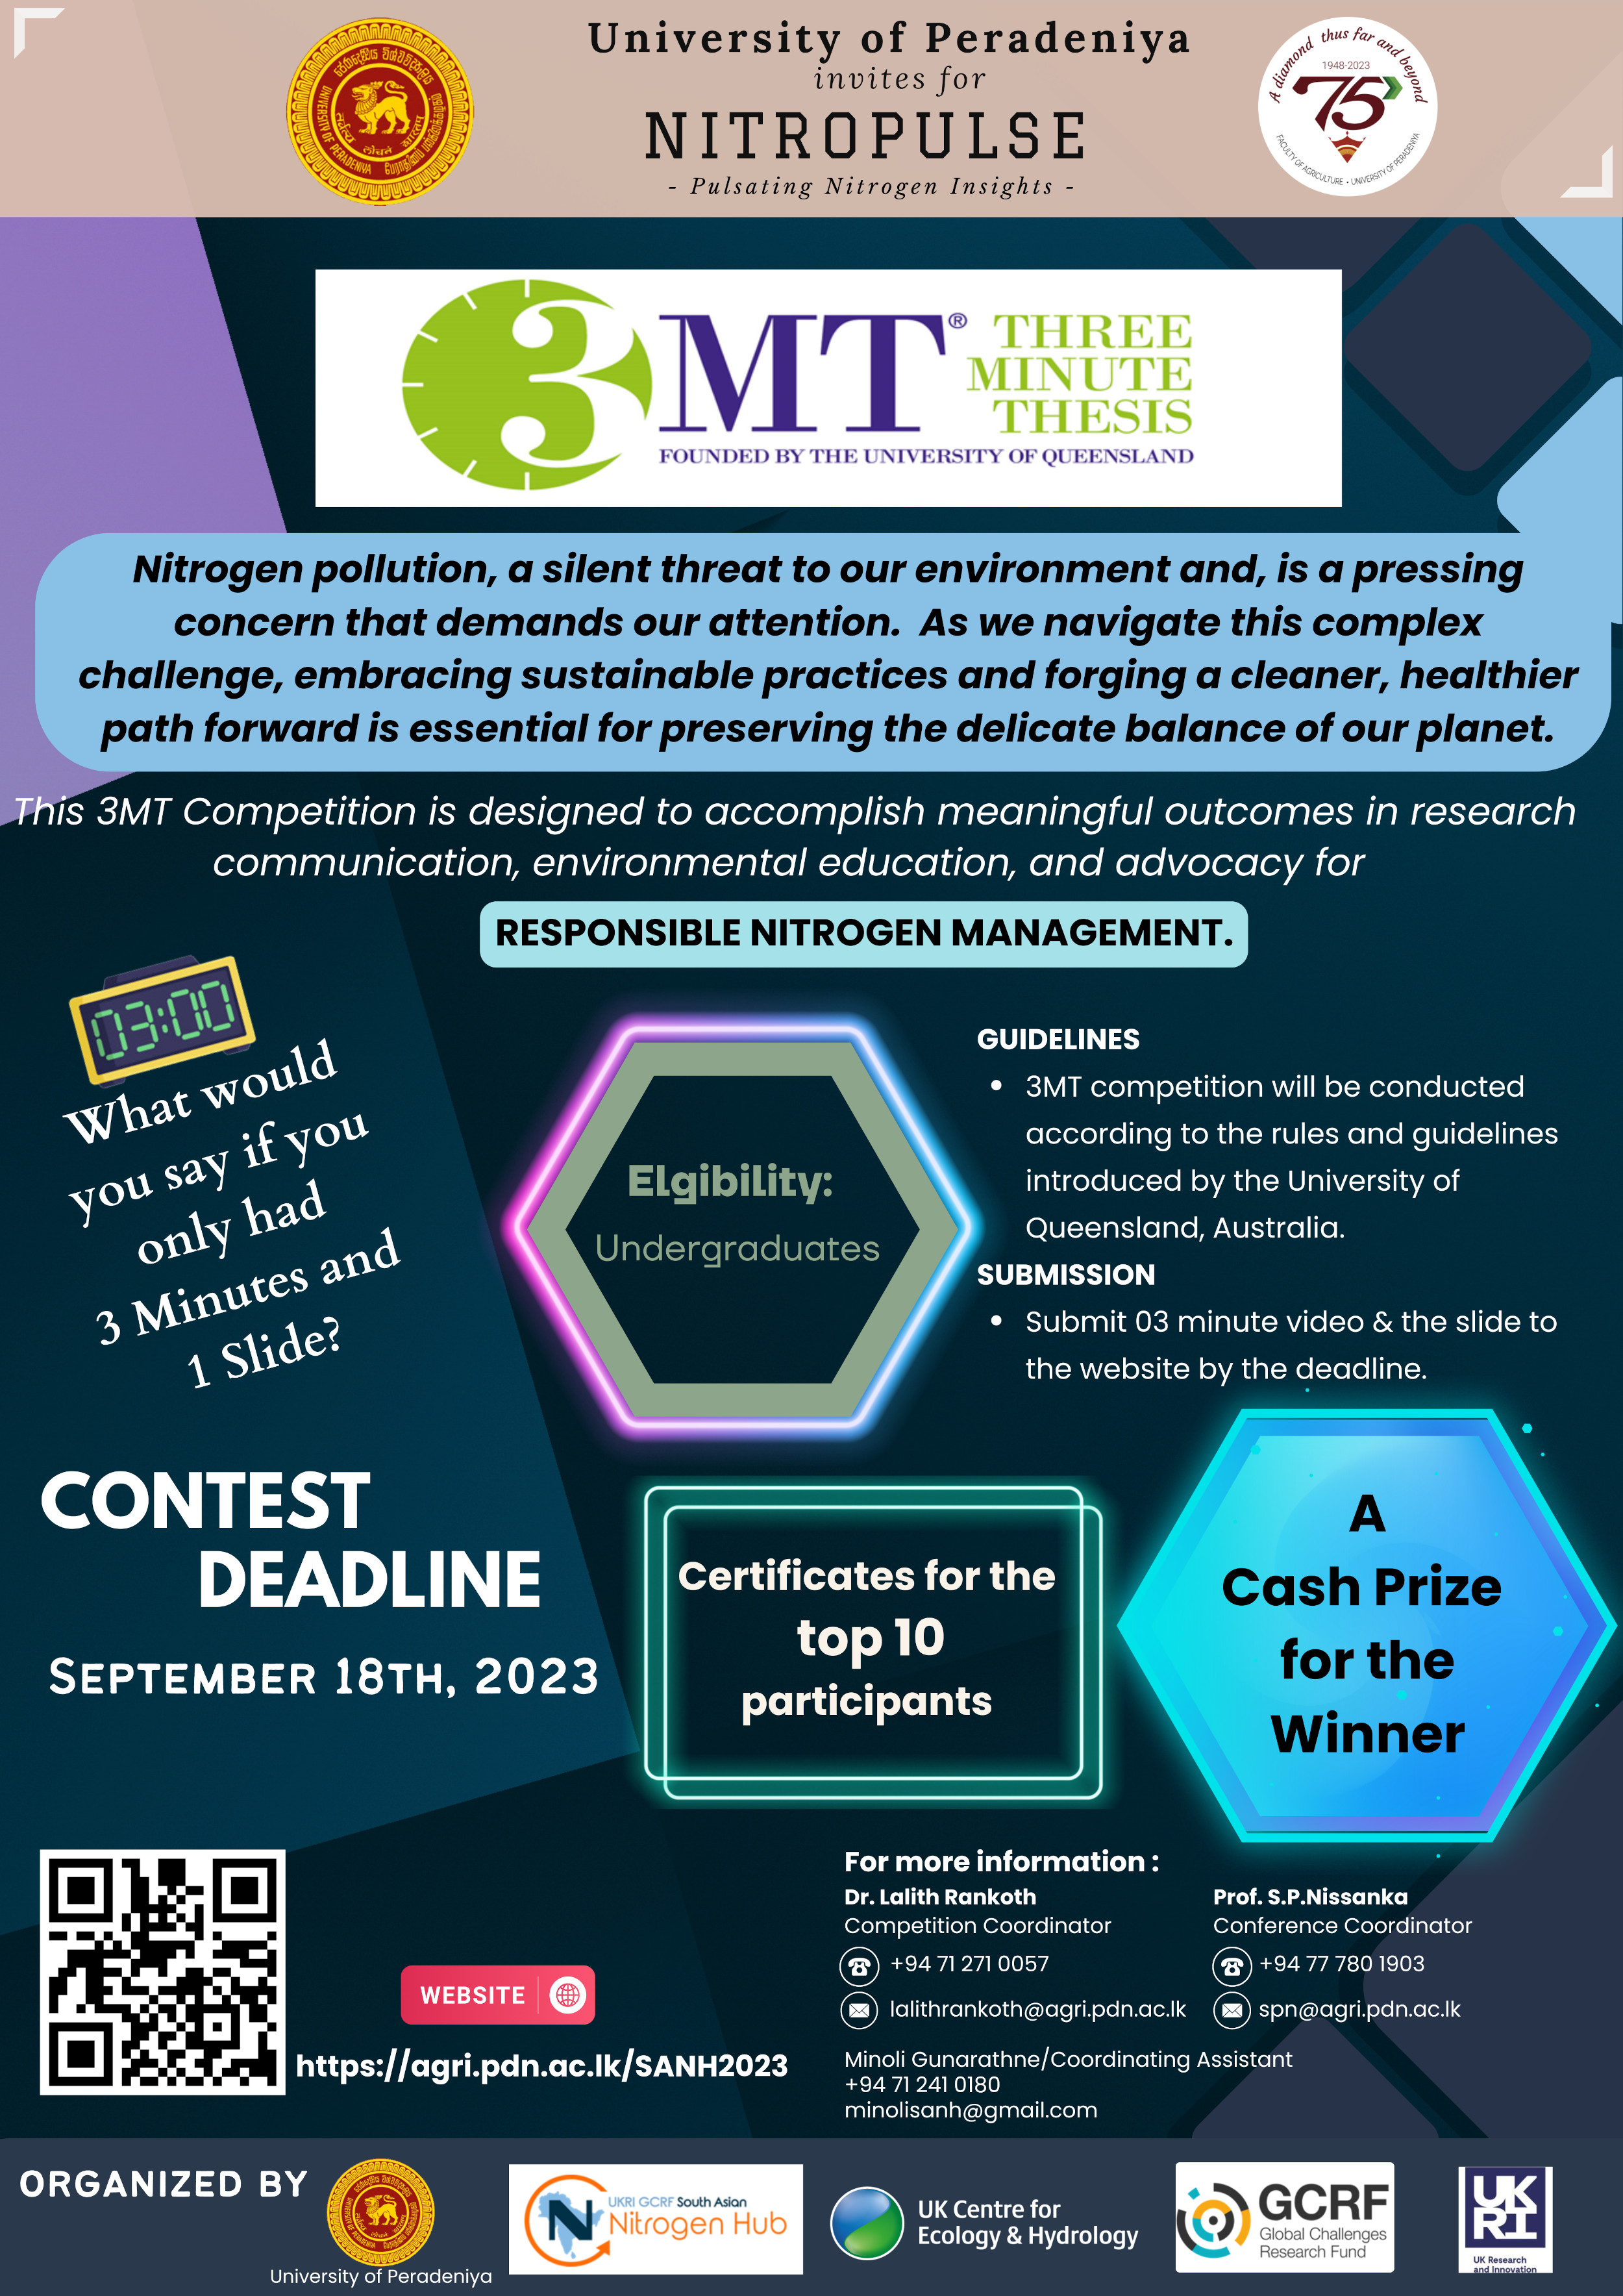 University of Peradeniya
invites for
NITROPULSE
- Pulsating Nitrogen Insights -
UNIVERSITY OF PERADENIYA
A diamond thus far and beyond
1948-2023
75
FACULTY OF AGRICULTURE • UNIVERSITY OF PERADENIYA
3MT® THREE
MINUTE
THESIS
FOUNDED BY THE UNIVERSITY OF QUEENSLAND
Nitrogen pollution, a silent threat to our environment and, is a pressing
concern that demands our attention. As we navigate this complex
challenge, embracing sustainable practices and forging a cleaner, healthier
path forward is essential for preserving the delicate balance of our planet.
This 3MT Competition is designed to accomplish meaningful outcomes in research
communication, environmental education, and advocacy for
RESPONSIBLE NITROGEN MANAGEMENT.
03:00
What would
you say if you
only had
3 Minutes and
1 Slide?
Elgibility:
Undergraduates
GUIDELINES
• 3MT competition will be conducted
according to the rules and guidelines
introduced by the University of
Queensland, Australia.
SUBMISSION
• Submit 03 minute video & the slide to
the website by the deadline.
CONTEST
DEADLINE
SEPTEMBER 18TH, 2023
Certificates for the
top 10
participants
A
Cash Prize
for the
Winner
WEBSITE
https://agri.pdn.ac.lk/SANH2023
For more information :
Dr. Lalith Rankoth
Competition Coordinator
+94 71 271 0057
lalithrankoth@agri.pdn.ac.lk
Prof. S.P.Nissanka
Conference Coordinator
+94 77 780 1903
spn@agri.pdn.ac.lk
Minoli Gunarathne/Coordinating Assistant
+94 71 241 0180
minolisanh@gmail.com
ORGANIZED BY
University of Peradeniya
N
UKRI GCRF South Asian
Nitrogen Hub
UK Centre for
Ecology & Hydrology
GCRF
Global Challenges
Research Fund
UK
RI
UK Research
and Innovation